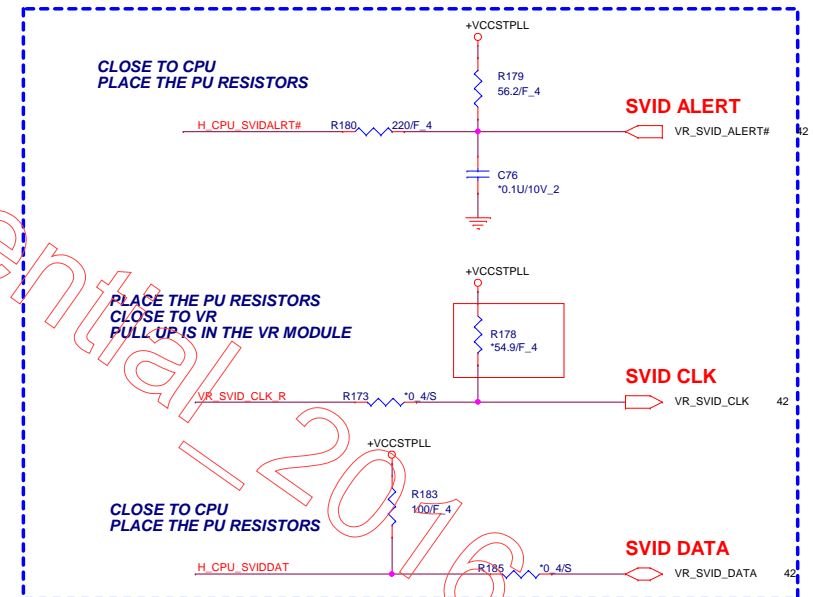 +VCCSTPLL
CLOSE TO CPU
PLACE THE PU RESISTORS
R179
56.2/F_4
SVID ALERT
H_CPU_SVIDALRT#
R180
220/F_4
VR_SVID_ALERT#
42
C76
*0.1U/10V_2
+VCCSTPLL
PLACE THE PU RESISTORS
CLOSE TO VR
PULL UP IS IN THE VR MODULE
R178
*54.9/F_4
SVID CLK
VR_SVID_CLK_R
R173
*0_4/S
VR_SVID_CLK
42
+VCCSTPLL
R183
100/F_4
CLOSE TO CPU
PLACE THE PU RESISTORS
SVID DATA
H_CPU_SVIDDAT
R185
*0_4/S
VR_SVID_DATA
42
ential_2016